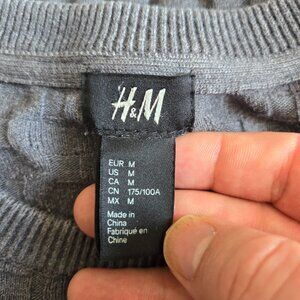 H&M
EUR M
US M
CA M
CN 175/100A
MX M
Made in
China
Fabriqué en
Chine